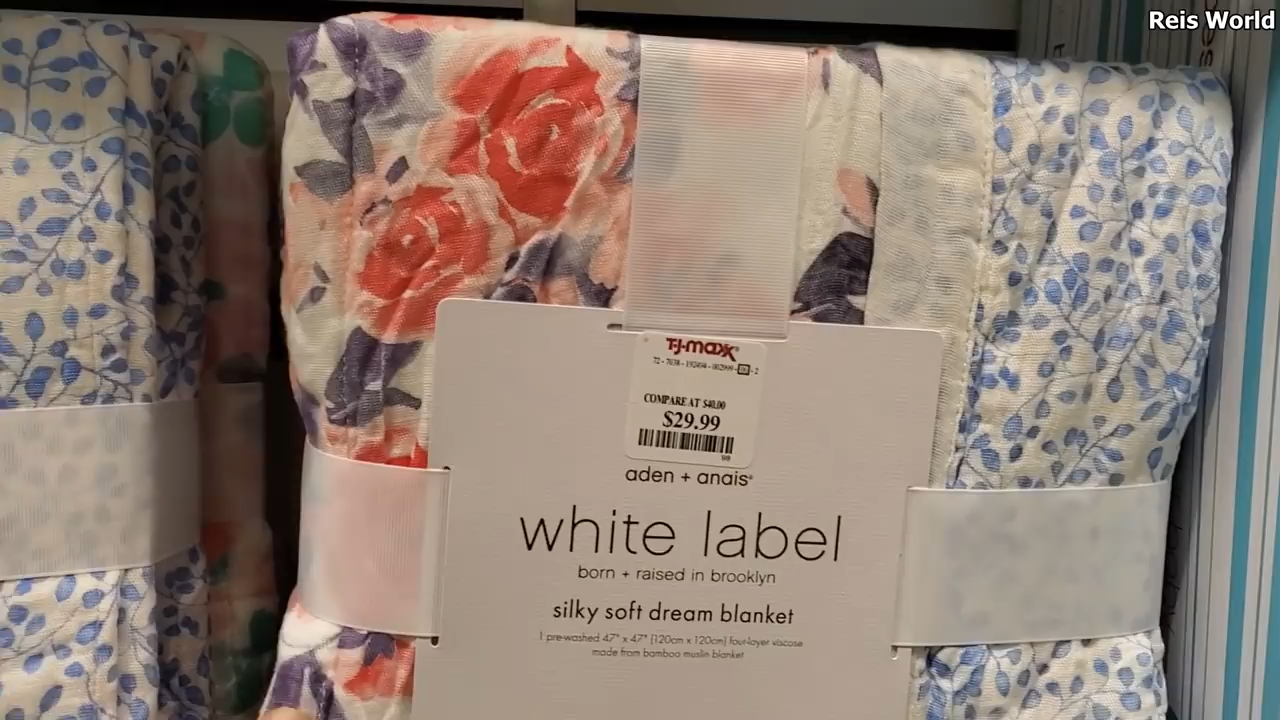 Reis World
T·J·maxx
COMPARE AT $40.00
$29.99
aden + anais®
white label
born + raised in brooklyn
silky soft dream blanket
1 pre-washed 47" x 47" (120cm x 120cm) four-layer viscose
made from bamboo muslin blanket